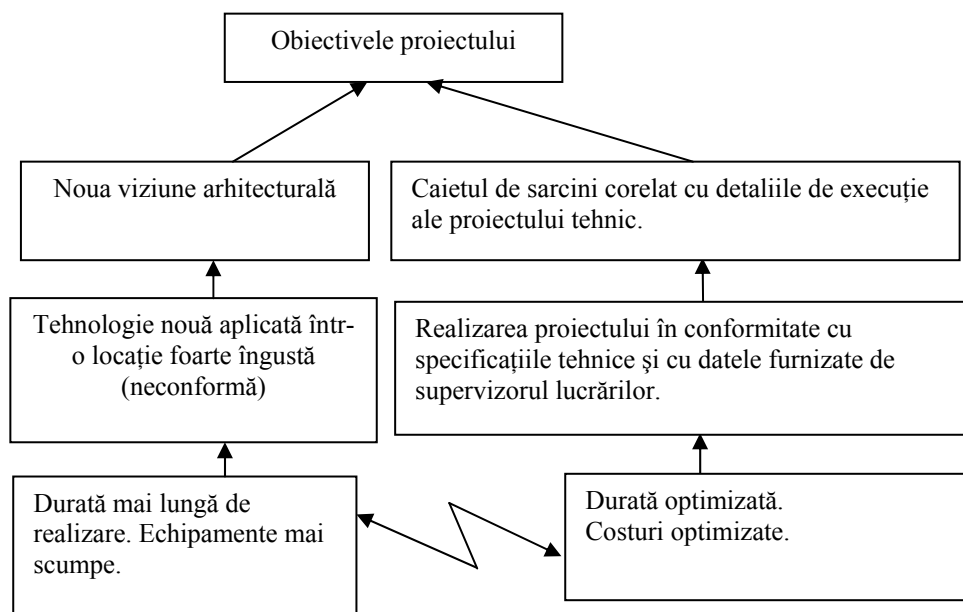 Obiectivele proiectului
Noua viziune arhitecturală
Caietul de sarcini corelat cu detaliile de execuție
ale proiectului tehnic.
Tehnologie nouă aplicată într-
o locație foarte îngustă
(neconformă)
Realizarea proiectului în conformitate cu
specificațiile tehnice şi cu datele furnizate de
supervizorul lucrărilor.
Durată mai lungă de
realizare. Echipamente mai
scumpe.
Durată optimizată.
Costuri optimizate.